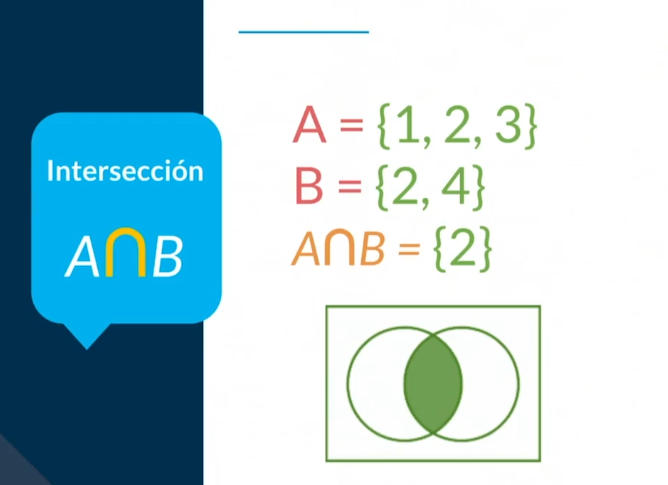 Intersección
A∩B
A = {1, 2, 3}
B = {2, 4}
A∩B = {2}